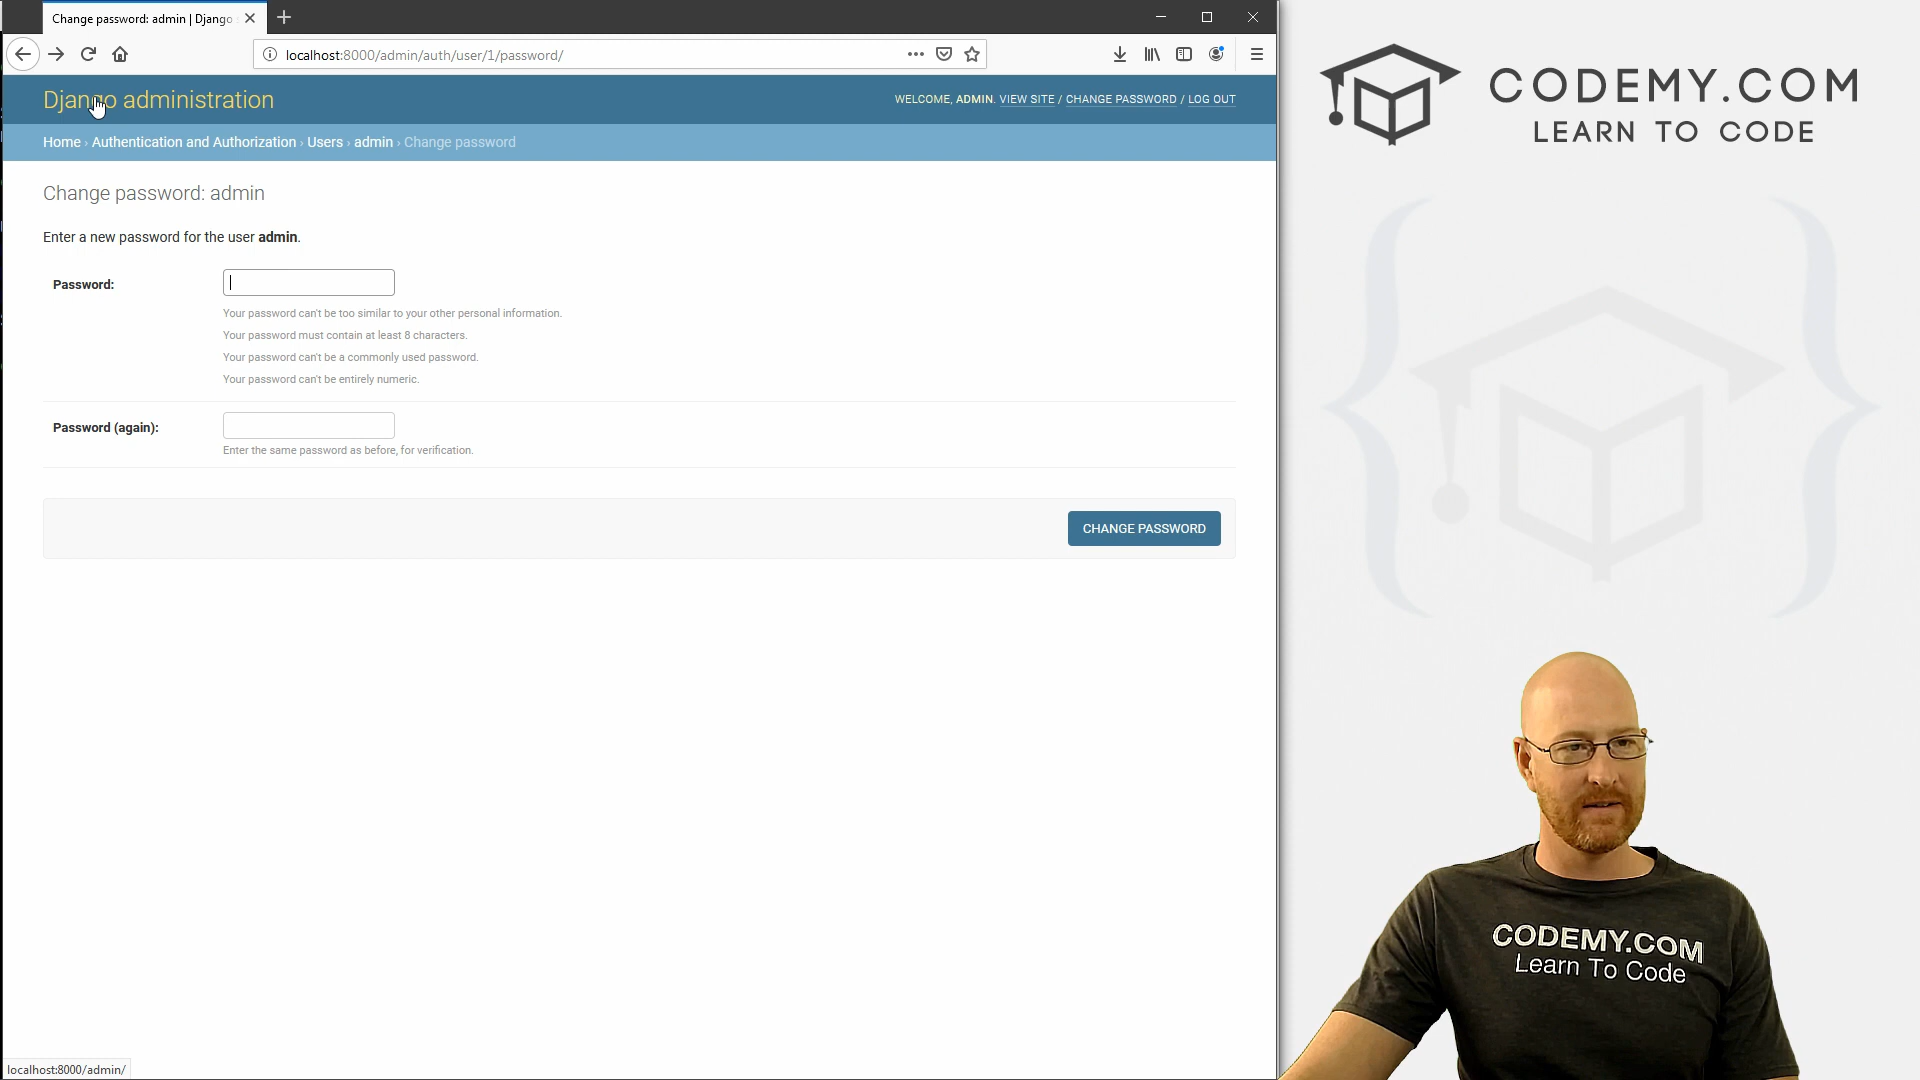 Change password: admin | Django
localhost:8000/admin/auth/user/1/password/
Django administration
WELCOME, ADMIN. VIEW SITE / CHANGE PASSWORD / LOG OUT
Home › Authentication and Authorization › Users › admin › Change password
Change password: admin
Enter a new password for the user admin.
Password:
Your password can't be too similar to your other personal information.
Your password must contain at least 8 characters.
Your password can't be a commonly used password.
Your password can't be entirely numeric.
Password (again):
Enter the same password as before, for verification.
CHANGE PASSWORD
localhost:8000/admin/
CODEMY.COM
LEARN TO CODE
CODEMY.COM
Learn To Code